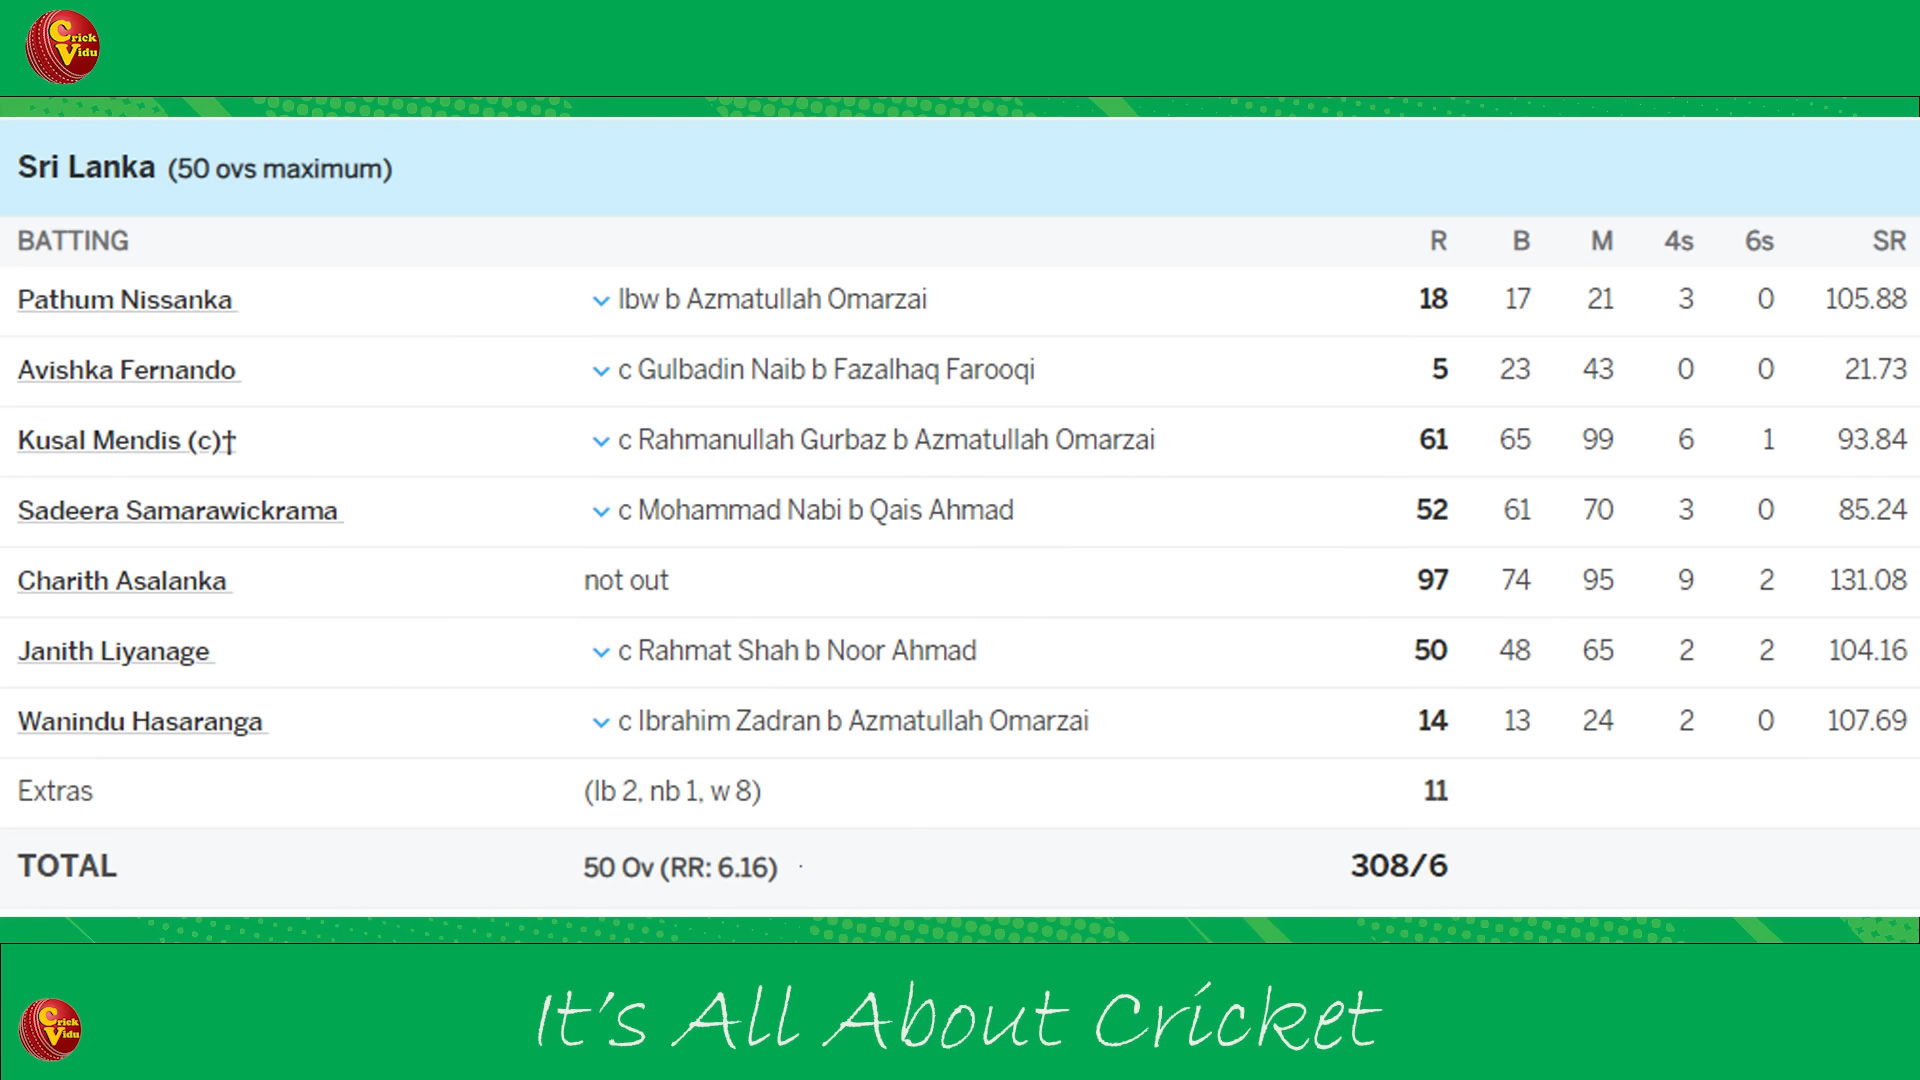 Crick
Vidu
Sri Lanka (50 ovs maximum)
BATTING R B M 4s 6s SR
Pathum Nissanka lbw b Azmatullah Omarzai 18 17 21 3 0 105.88
Avishka Fernando c Gulbadin Naib b Fazalhaq Farooqi 5 23 43 0 0 21.73
Kusal Mendis (c)† c Rahmanullah Gurbaz b Azmatullah Omarzai 61 65 99 6 1 93.84
Sadeera Samarawickrama c Mohammad Nabi b Qais Ahmad 52 61 70 3 0 85.24
Charith Asalanka not out 97 74 95 9 2 131.08
Janith Liyanage c Rahmat Shah b Noor Ahmad 50 48 65 2 2 104.16
Wanindu Hasaranga c Ibrahim Zadran b Azmatullah Omarzai 14 13 24 2 0 107.69
Extras (lb 2, nb 1, w 8) 11
TOTAL 50 Ov (RR: 6.16) 308/6
Crick
Vidu
It's All About Cricket